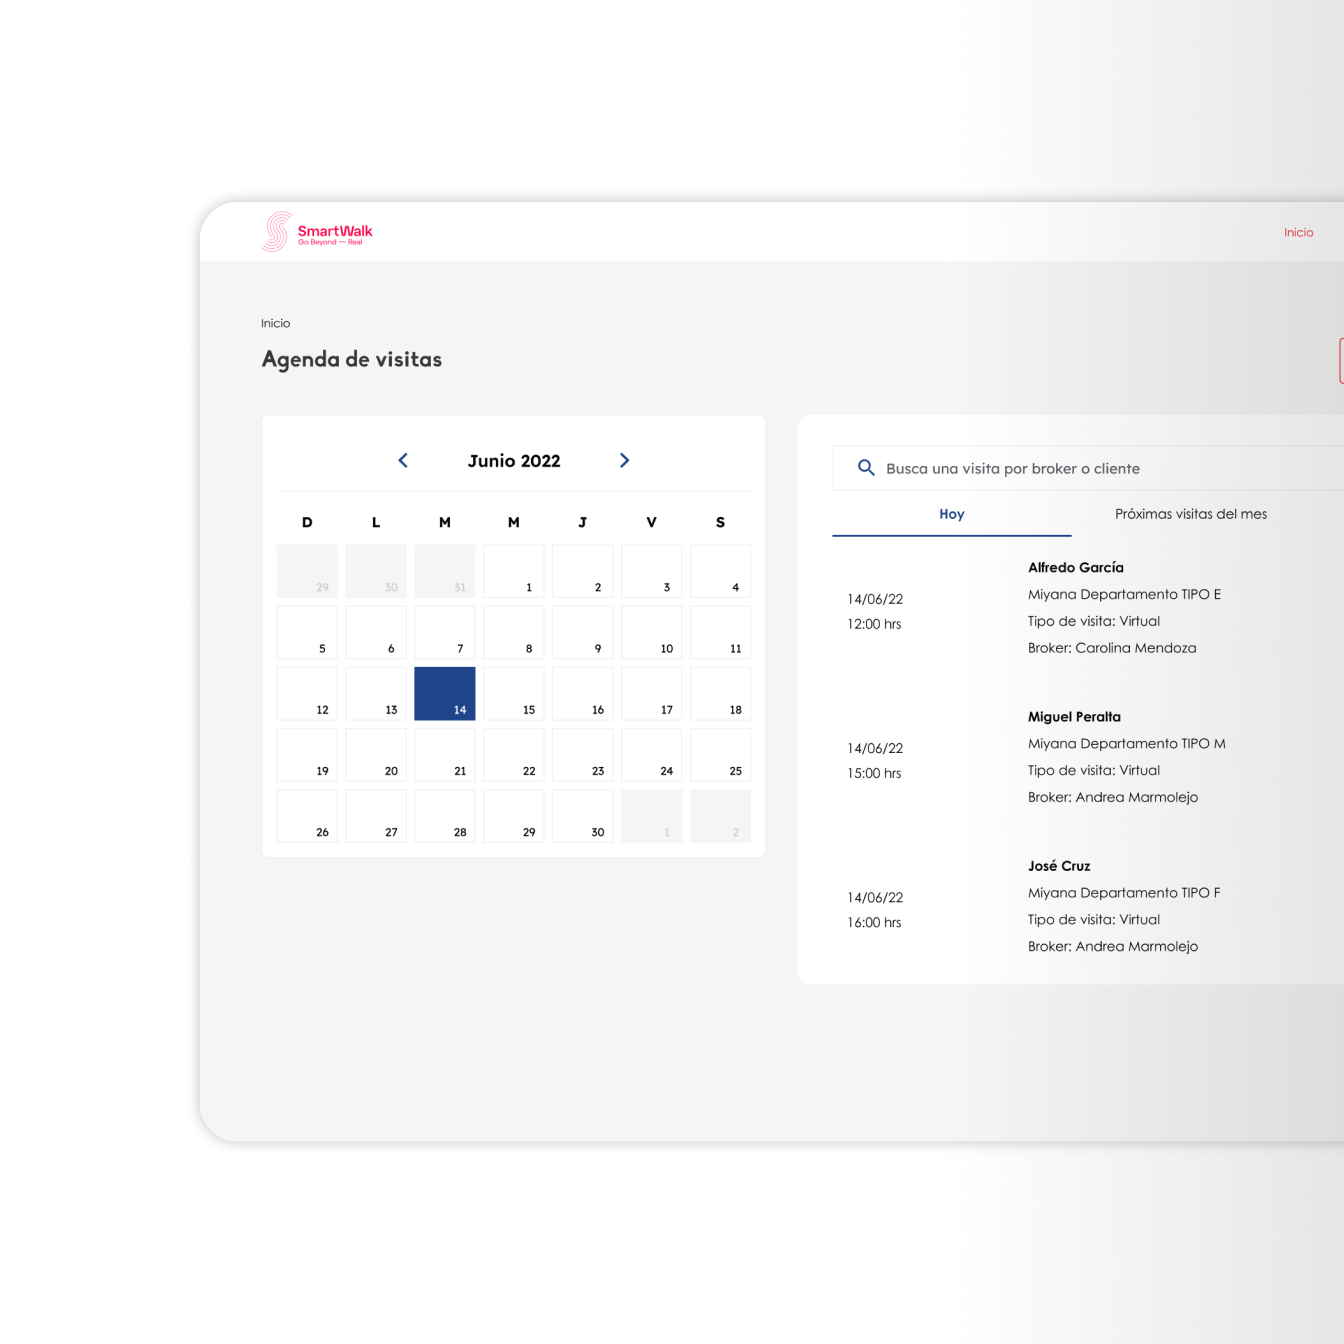 SmartWalk
Go Beyond — Real
Inicio
Inicio
Agenda de visitas
Junio 2022
D L M M J V S
29 30 31 1 2 3 4
5 6 7 8 9 10 11
12 13 14 15 16 17 18
19 20 21 22 23 24 25
26 27 28 29 30 1 2
Busca una visita por broker o cliente
Hoy
Próximas visitas del mes
14/06/22
12:00 hrs
Alfredo García
Miyana Departamento TIPO E
Tipo de visita: Virtual
Broker: Carolina Mendoza
14/06/22
15:00 hrs
Miguel Peralta
Miyana Departamento TIPO M
Tipo de visita: Virtual
Broker: Andrea Marmolejo
14/06/22
16:00 hrs
José Cruz
Miyana Departamento TIPO F
Tipo de visita: Virtual
Broker: Andrea Marmolejo